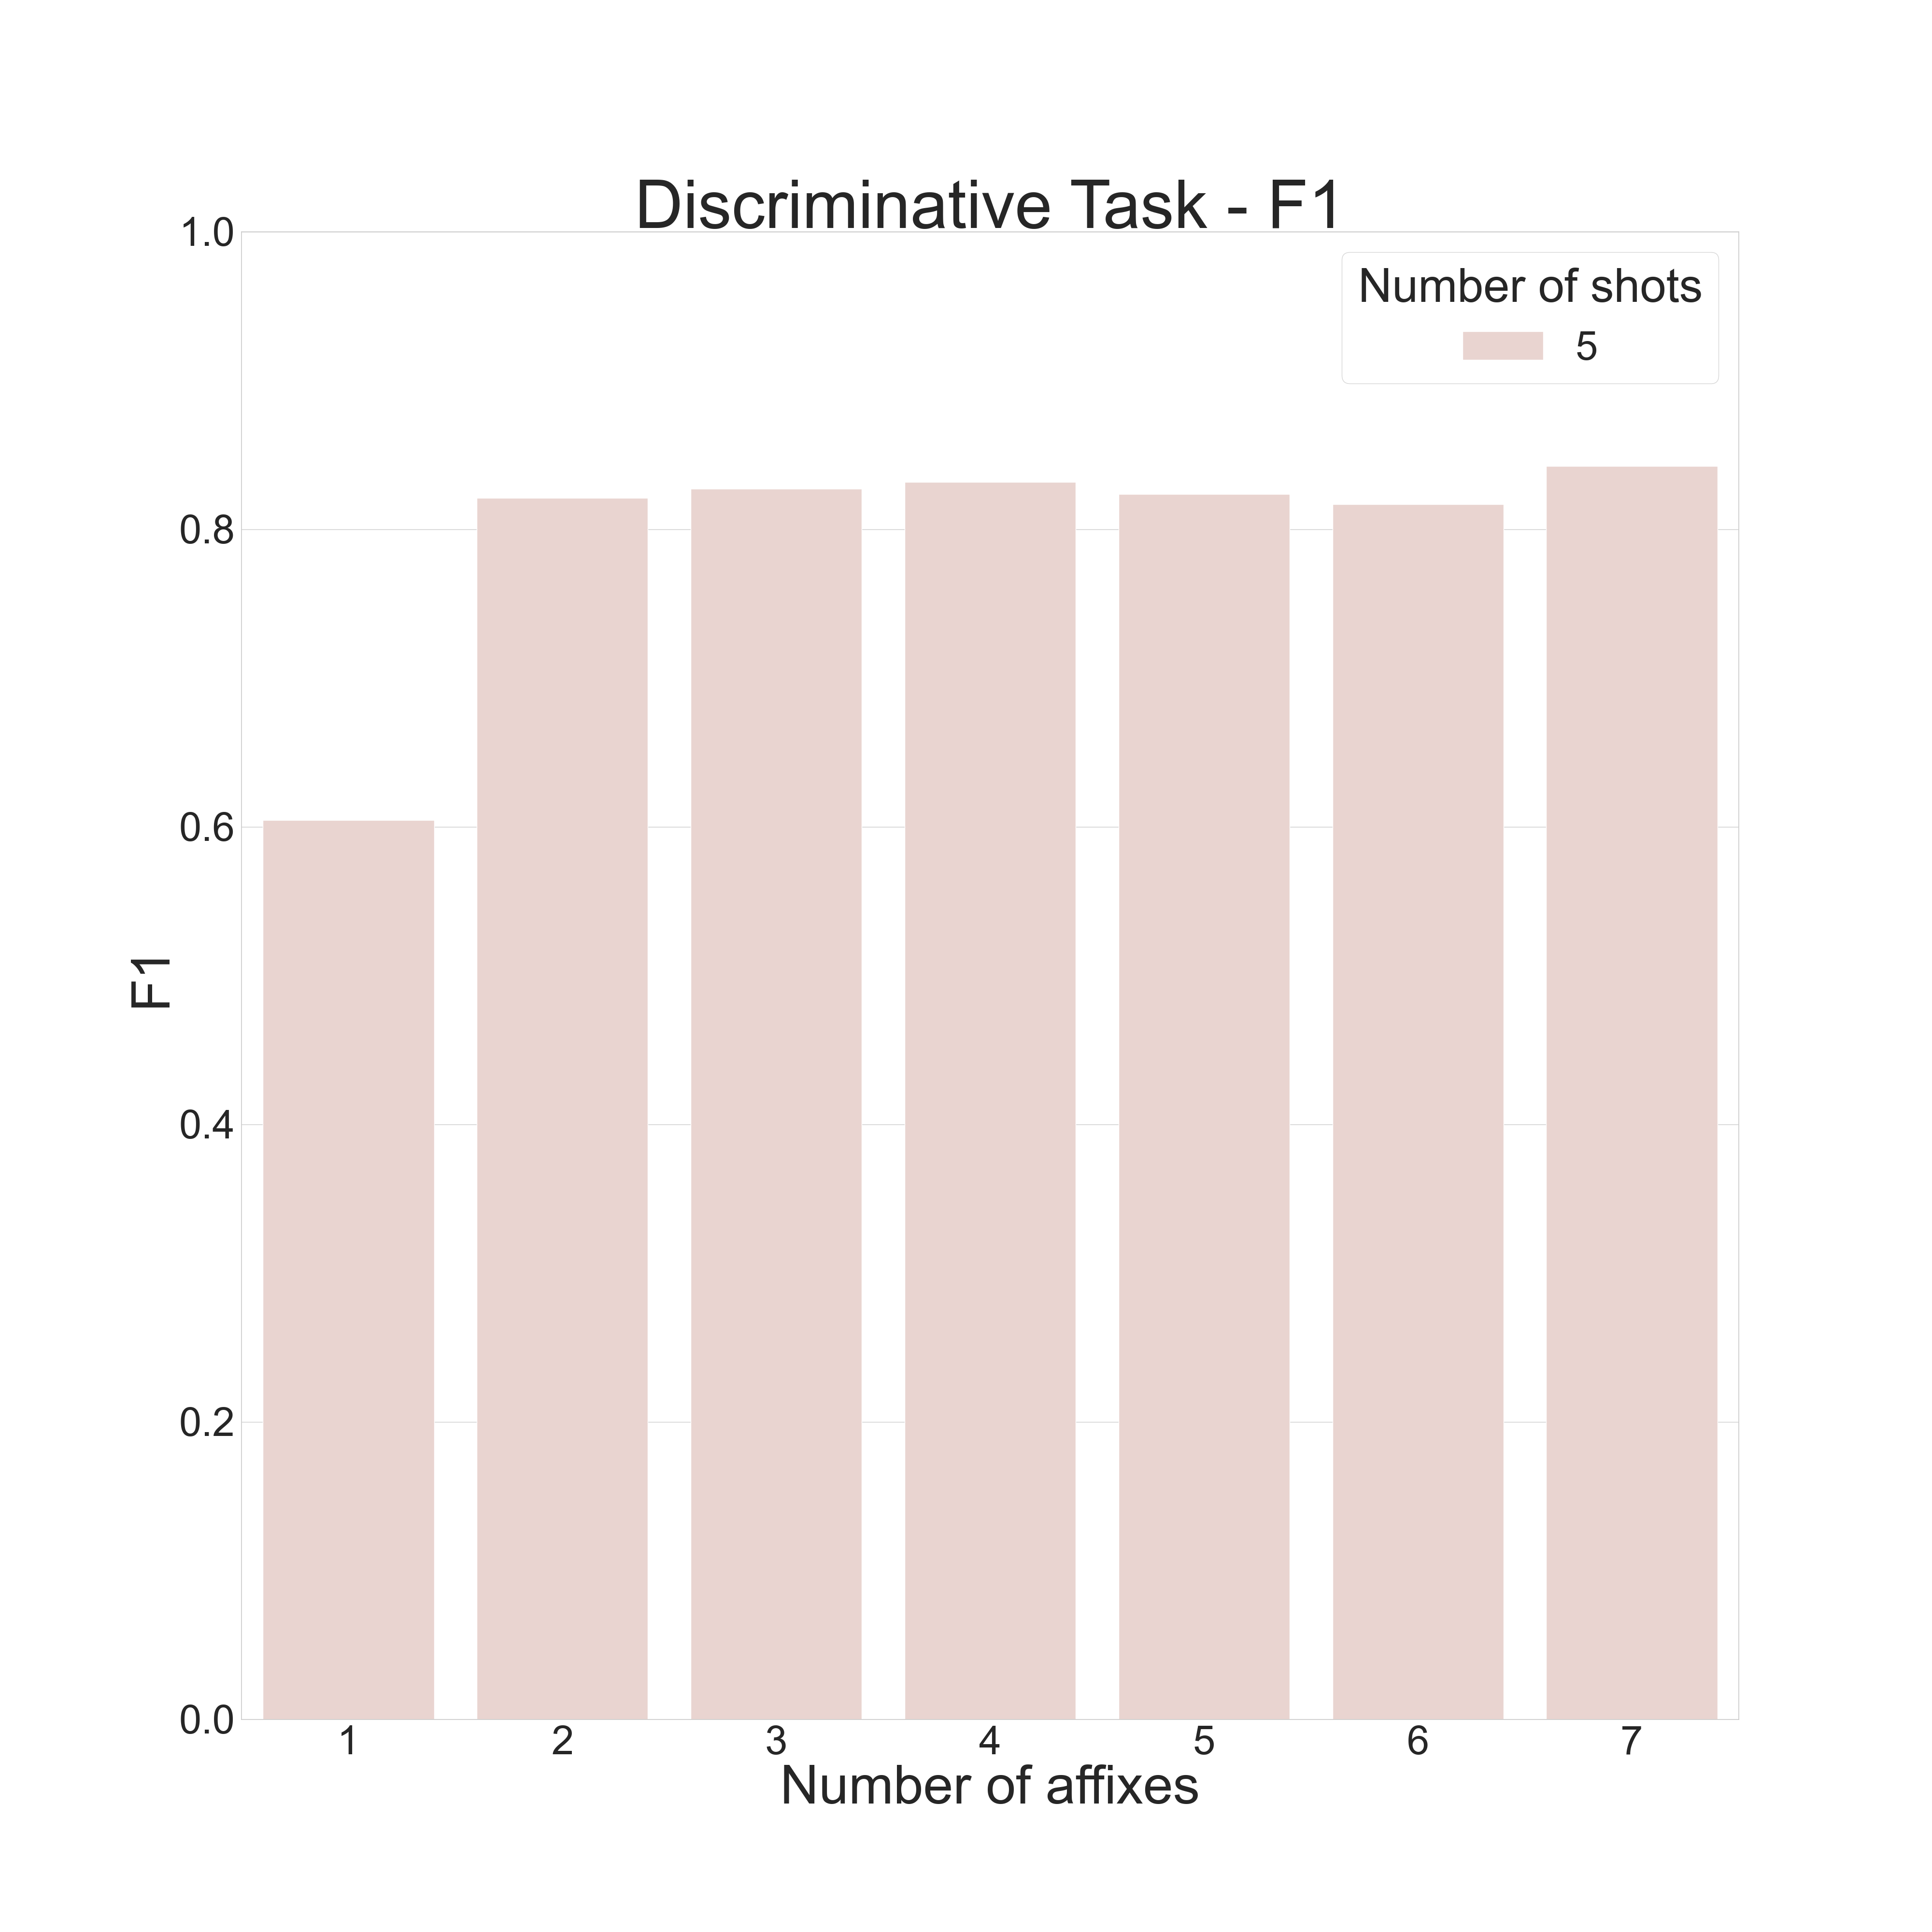 Discriminative Task - F1
1.0
Number of shots
5
0.8
0.6
F1
0.4
0.2
0.0
1 2 3 4 5 6 7
Number of affixes